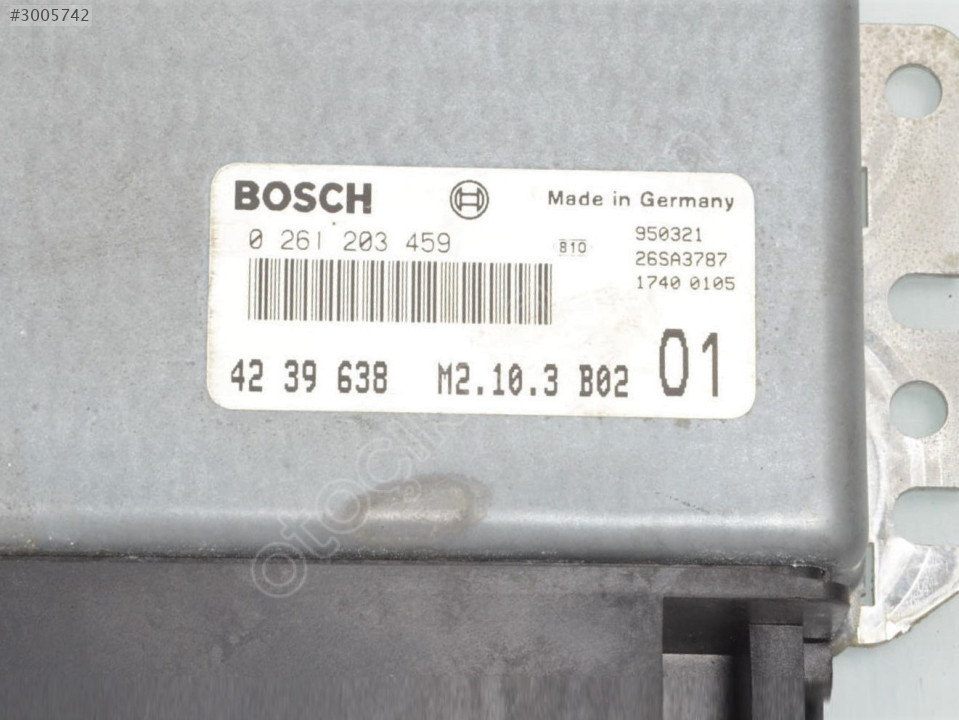 #3005742
BOSCH Made in Germany
0 261 203 459 810 950321
26SA3787
1740 0105
42 39 638 M2.10.3 B02 01